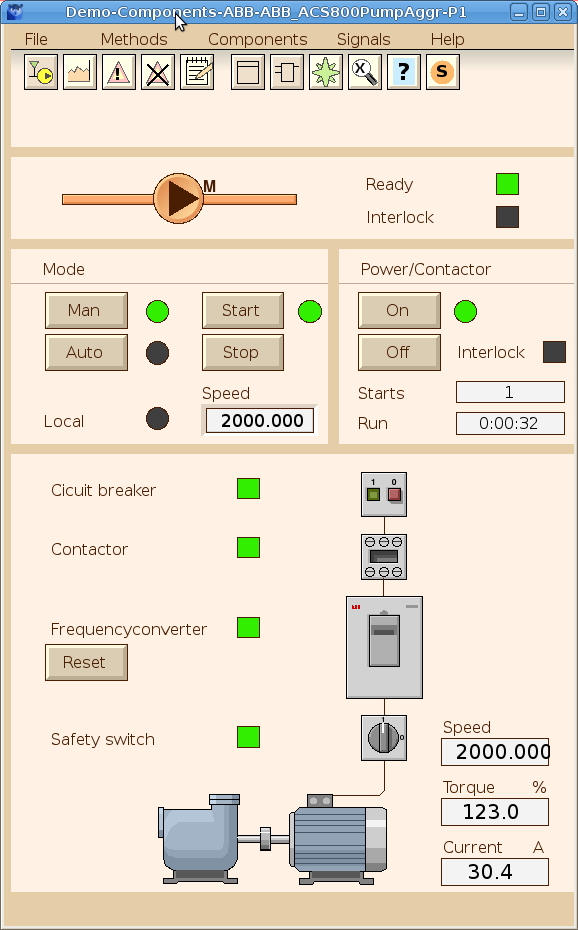 Demo-Components-ABB-ABB_ACS800PumpAggr-P1
File Methods Components Signals Help
? S
M
Ready
Interlock
Mode
Man Start
Auto Stop
Speed
Local 2000.000
Power/Contactor
On
Off Interlock
Starts 1
Run 0:00:32
Cicuit breaker
1 0
Contactor
Frequencyconverter
Reset
Safety switch
1
0
Speed
2000.000
Torque %
123.0
Current A
30.4